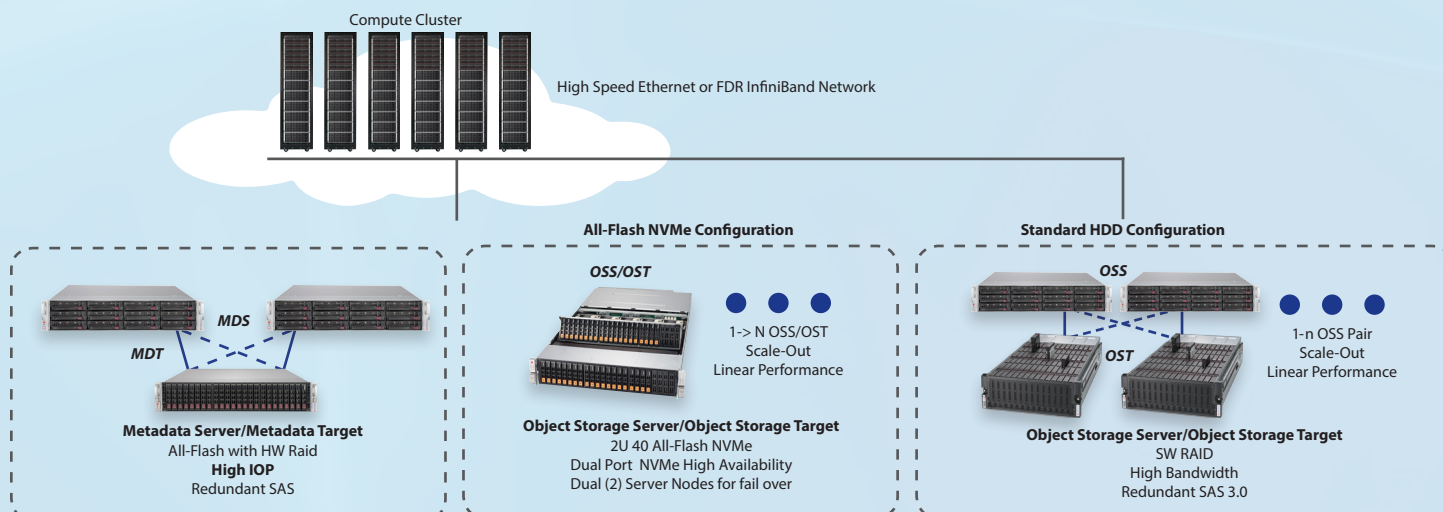 Compute Cluster
High Speed Ethernet or FDR InfiniBand Network
MDS
MDT
Metadata Server/Metadata Target
All-Flash with HW Raid
High IOP
Redundant SAS
All-Flash NVMe Configuration
OSS/OST
1-> N OSS/OST
Scale-Out
Linear Performance
Object Storage Server/Object Storage Target
2U 40 All-Flash NVMe
Dual Port NVMe High Availability
Dual (2) Server Nodes for fail over
Standard HDD Configuration
OSS
OST
1-n OSS Pair
Scale-Out
Linear Performance
Object Storage Server/Object Storage Target
SW RAID
High Bandwidth
Redundant SAS 3.0